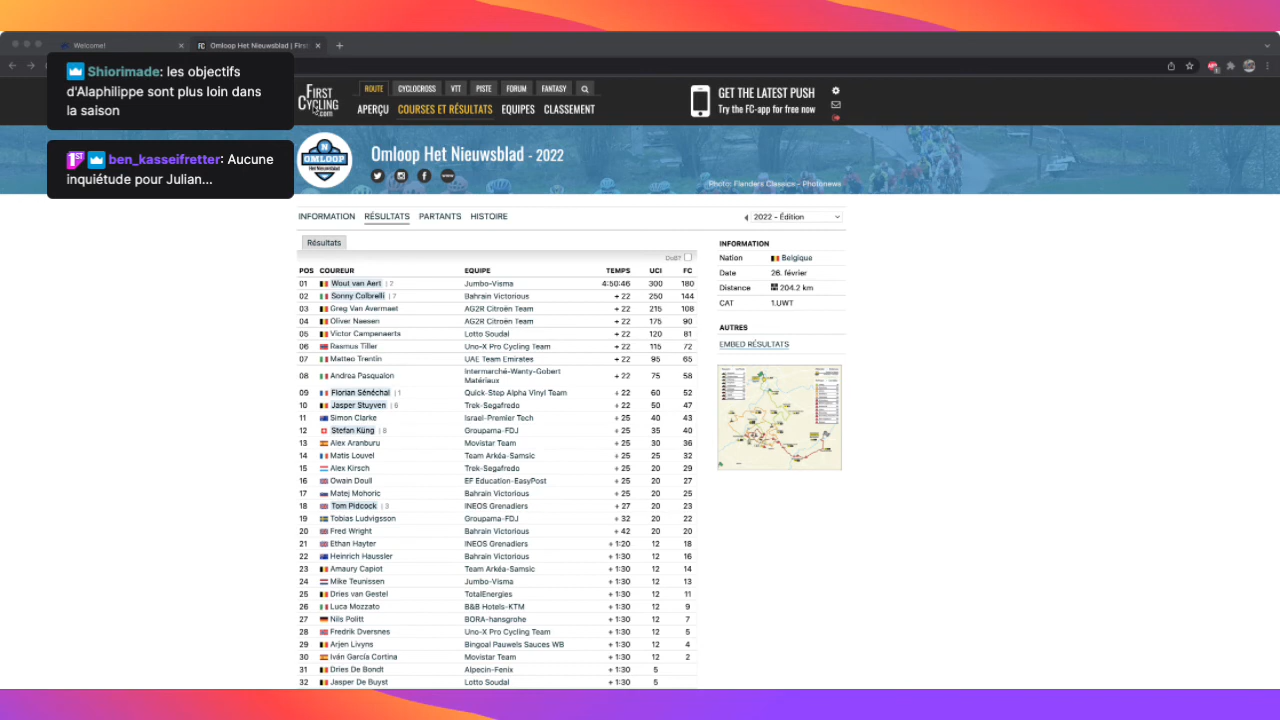 Welcome!
FC Omloop Het Nieuwsblad | Firs
Shiorimade: les objectifs
d'Alaphilippe sont plus loin dans
la saison
1ST ben_kasseifretter: Aucune
inquiétude pour Julian...
FIRST
CYCLING
.com
ROUTE CYCLOCROSS VTT PISTE FORUM FANTASY
APERÇU COURSES ET RÉSULTATS EQUIPES CLASSEMENT
GET THE LATEST PUSH
Try the FC-app for free now
N
OMLOOP
Het Nieuwsblad
Omloop Het Nieuwsblad - 2022
Photo: Flanders Classics - Photonews
INFORMATION RÉSULTATS PARTANTS HISTOIRE
2022 - Édition
Résultats
POS COUREUR EQUIPE TEMPS UCI FC
01 Wout van Aert | 2 Jumbo-Visma 4:50:46 300 180
02 Sonny Colbrelli | 7 Bahrain Victorious + 22 250 144
03 Greg Van Avermaet AG2R Citroën Team + 22 215 108
04 Oliver Naesen AG2R Citroën Team + 22 175 90
05 Victor Campenaerts Lotto Soudal + 22 120 81
06 Rasmus Tiller Uno-X Pro Cycling Team + 22 115 72
07 Matteo Trentin UAE Team Emirates + 22 95 65
08 Andrea Pasqualon Intermarché-Wanty-Gobert
Matériaux + 22 75 58
09 Florian Sénéchal | 1 Quick-Step Alpha Vinyl Team + 22 60 52
10 Jasper Stuyven | 6 Trek-Segafredo + 22 50 47
11 Simon Clarke Israel-Premier Tech + 25 40 43
12 Stefan Küng | 8 Groupama-FDJ + 25 35 40
13 Alex Aranburu Movistar Team + 25 30 36
14 Matis Louvel Team Arkéa-Samsic + 25 25 32
15 Alex Kirsch Trek-Segafredo + 25 20 29
16 Owain Doull EF Education-EasyPost + 25 20 27
17 Matej Mohoric Bahrain Victorious + 25 20 25
18 Tom Pidcock | 3 INEOS Grenadiers + 27 20 23
19 Tobias Ludvigsson Groupama-FDJ + 32 20 22
20 Fred Wright Bahrain Victorious + 42 20 20
21 Ethan Hayter INEOS Grenadiers + 1:20 12 18
22 Heinrich Haussler Bahrain Victorious + 1:30 12 16
23 Amaury Capiot Team Arkéa-Samsic + 1:30 12 14
24 Mike Teunissen Jumbo-Visma + 1:30 12 13
25 Dries van Gestel TotalEnergies + 1:30 12 11
26 Luca Mozzato B&B Hotels-KTM + 1:30 12 9
27 Nils Politt BORA-hansgrohe + 1:30 12 7
28 Fredrik Dversnes Uno-X Pro Cycling Team + 1:30 12 5
29 Arjen Livyns Bingoal Pauwels Sauces WB + 1:30 12 4
30 Iván García Cortina Movistar Team + 1:30 12 2
31 Dries De Bondt Alpecin-Fenix + 1:30 5
32 Jasper De Buyst Lotto Soudal + 1:30 5
INFORMATION
Nation Belgique
Date 26. février
Distance 204.2 km
CAT 1.UWT
AUTRES
EMBED RÉSULTATS